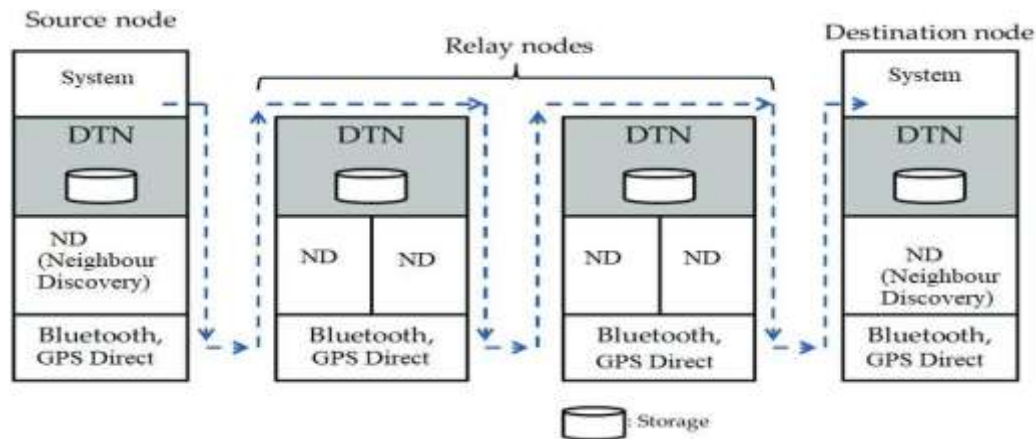 Source node
Relay nodes
Destination node
System
System
DTN
DTN
DTN
DTN
ND
(Neighbour
Discovery)
ND
ND
ND
ND
ND
(Neighbour
Discovery)
Bluetooth,
GPS Direct
Bluetooth,
GPS Direct
Bluetooth,
GPS Direct
Bluetooth,
GPS Direct
: Storage